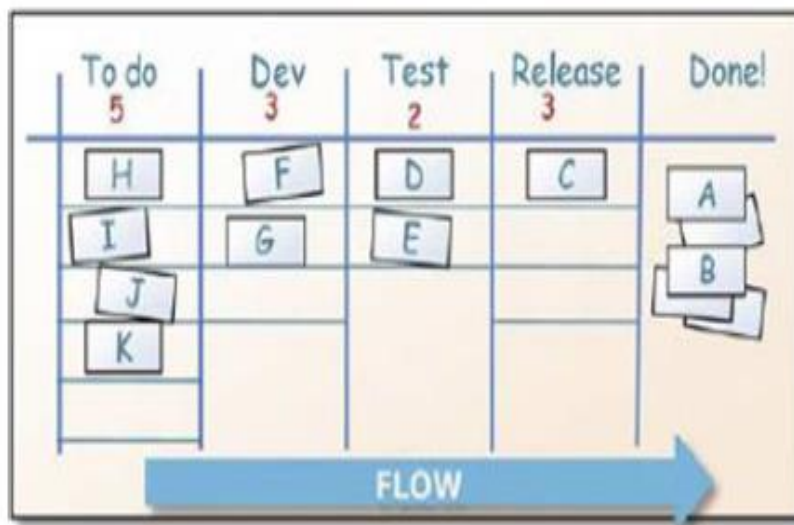 To do Dev Test Release Done!
5 3 2 3
H F D C
A
I G E
B
J
K
FLOW